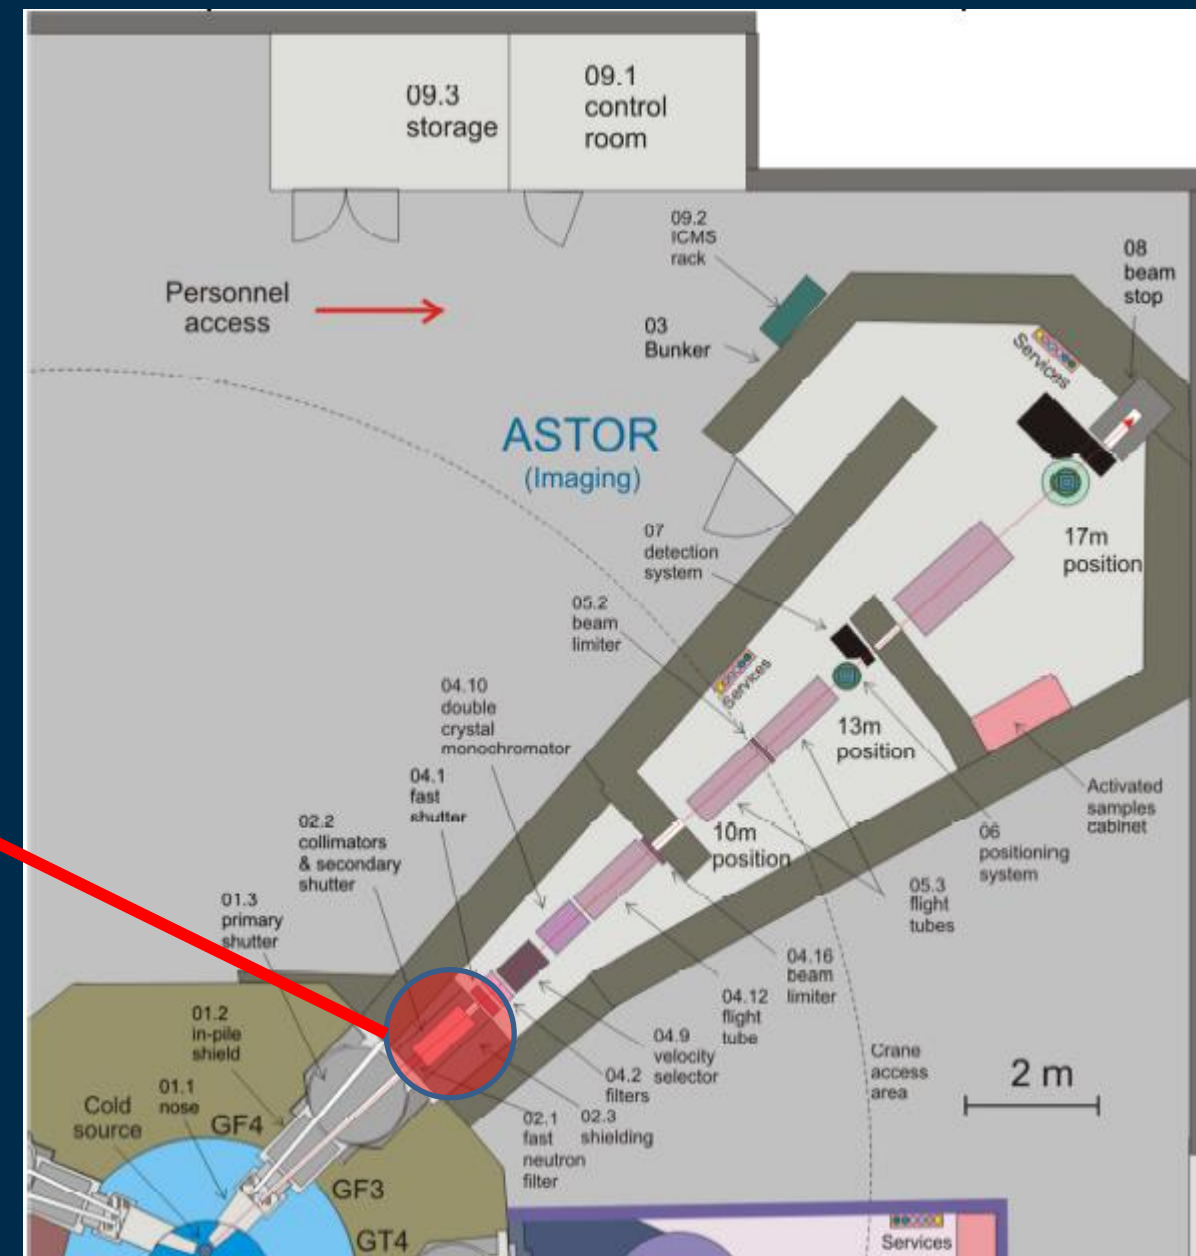 09.3
storage
09.1
control
room
09.2
ICMS
rack
08
beam
stop
Personnel
access
03
Bunker
Services
ASTOR
(Imaging)
07
detection
system
17m
position
05.2
beam
limiter
Services
04.10
double
crystal
monochromator
13m
position
04.1
fast
shutter
Activated
samples
cabinet
02.2
collimators
& secondary
shutter
10m
position
06
positioning
system
05.3
flight
tubes
01.3
primary
shutter
04.16
beam
limiter
04.12
flight
tube
01.2
in-pile
shield
04.9
velocity
selector
Crane
access
area
2 m
04.2
filters
01.1
nose
Cold
source
GF4
02.1
fast
neutron
filter
02.3
shielding
GF3
GT4
Services